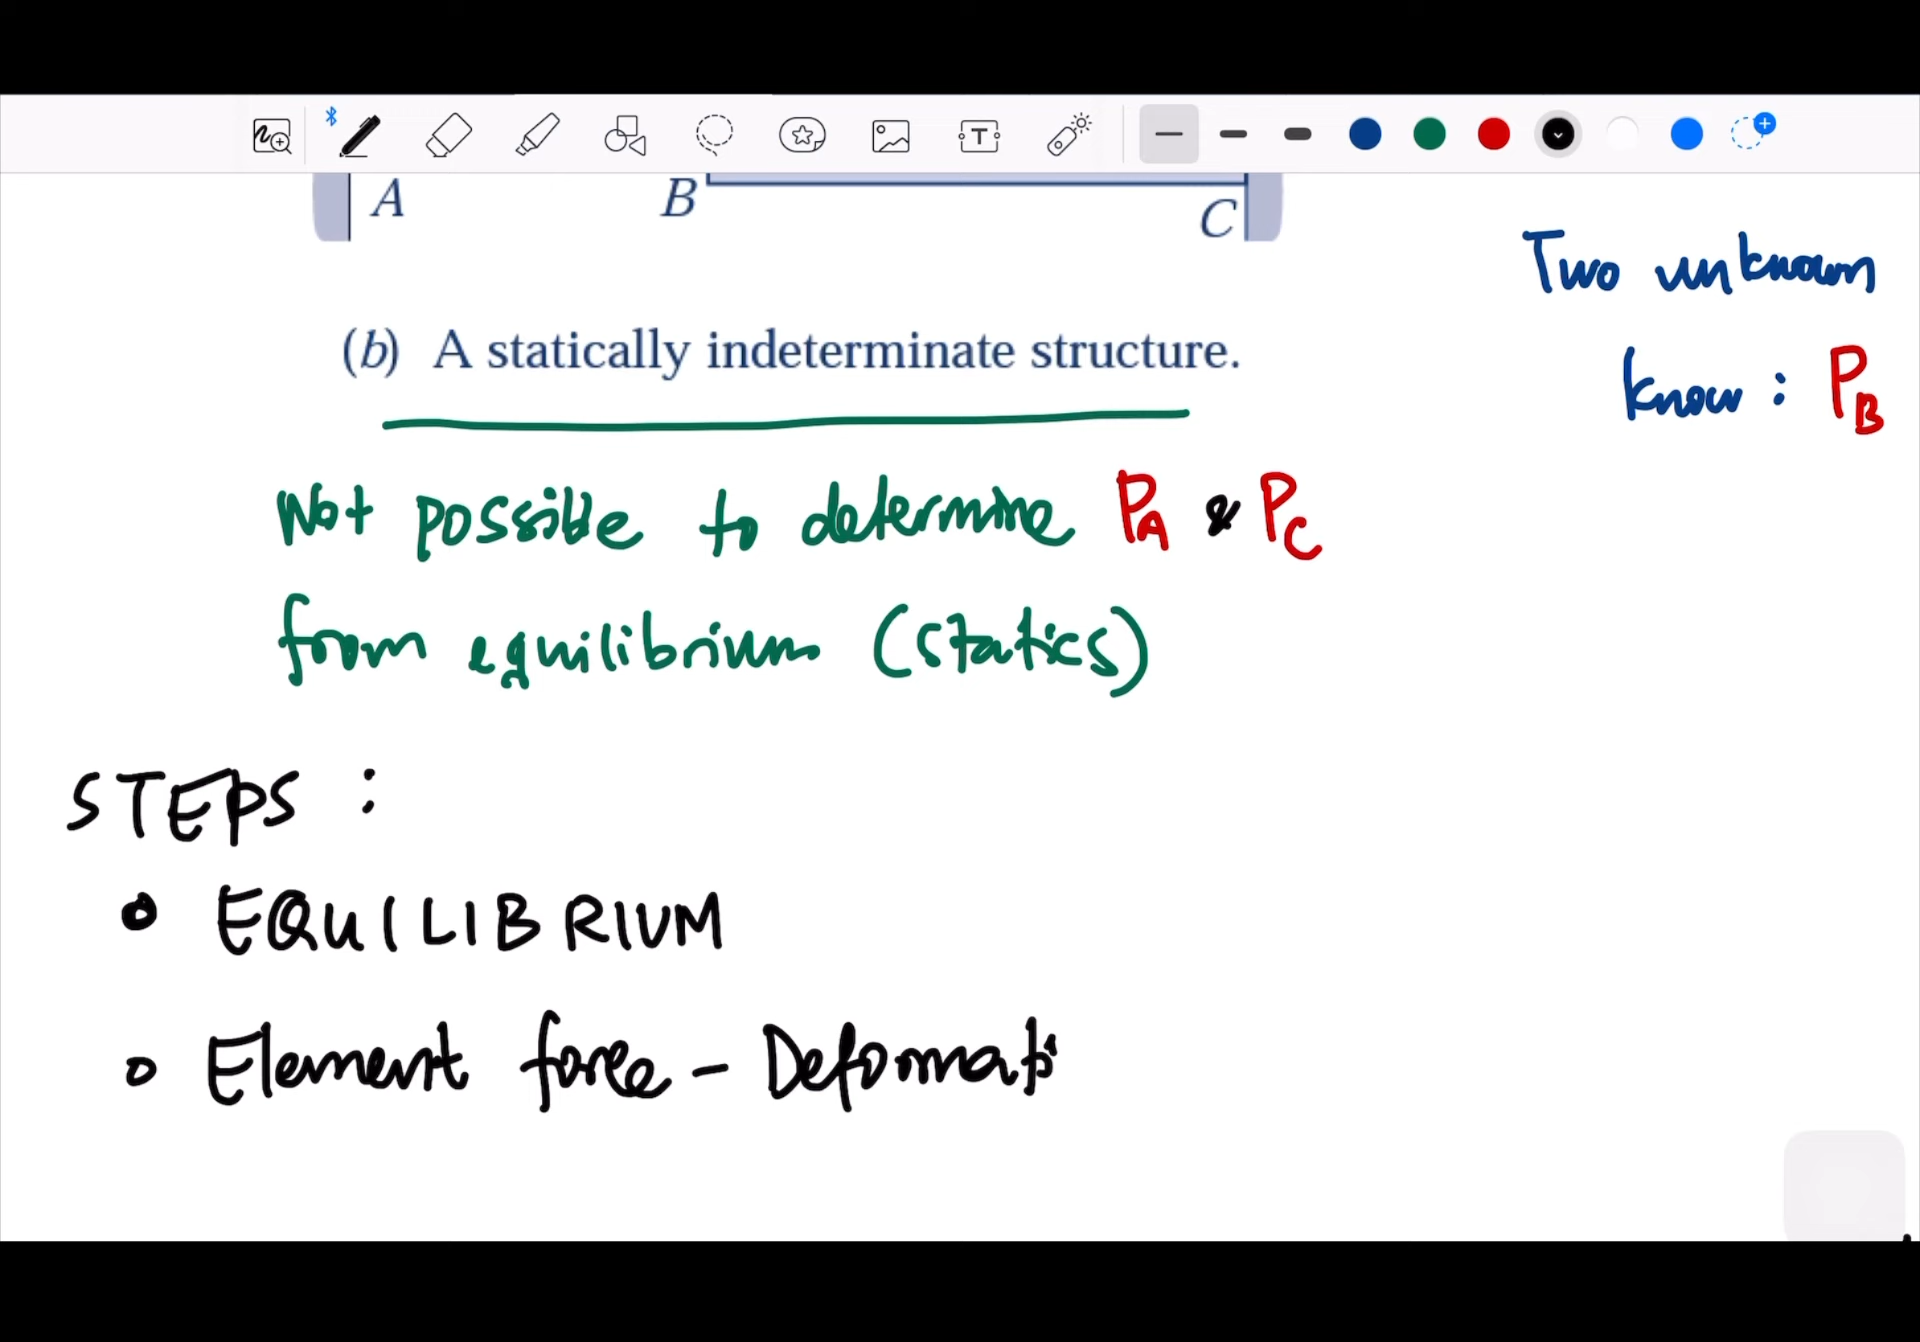 A B C
Two unknown
(b) A statically indeterminate structure.
know : PB
Not possible to determine PA & PC
from equilibrium (statics)
STEPS :
EQUILIBRIUM
Element force - Deformati